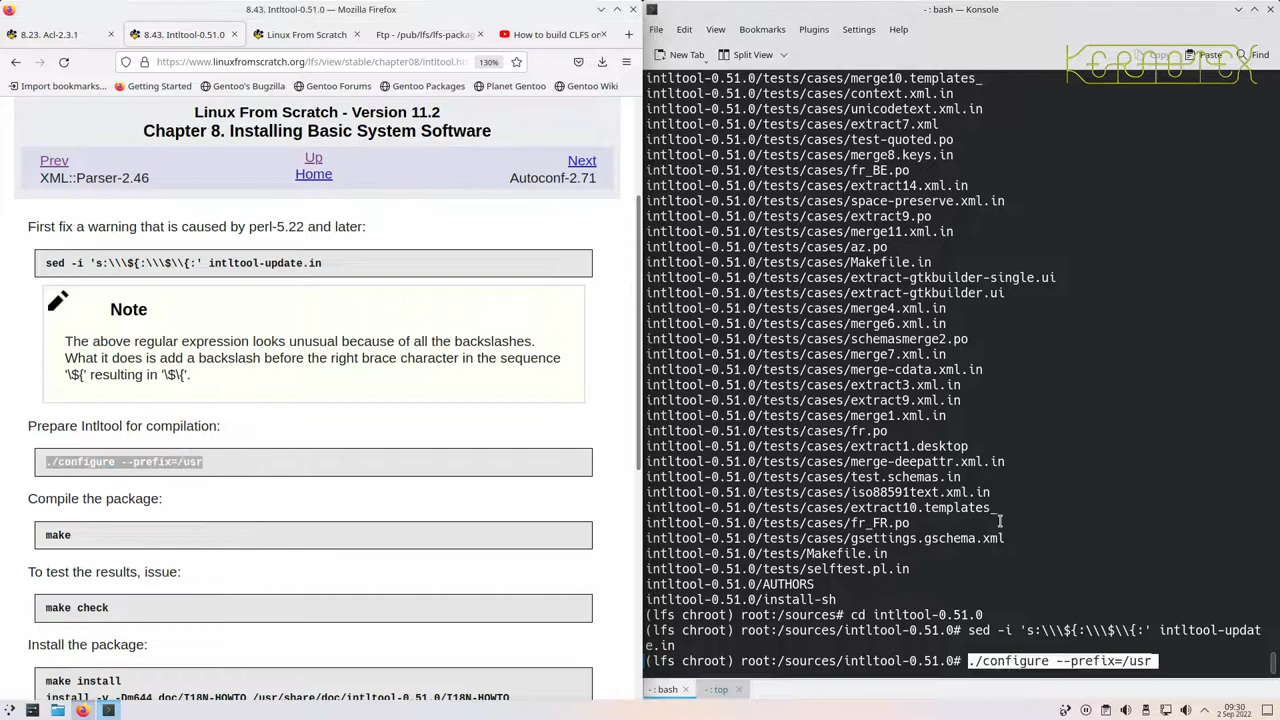 8.43. Intltool-0.51.0 — Mozilla Firefox
8.23. Acl-2.3.1
8.43. Intltool-0.51.0
Linux From Scratch
Ftp - /pub/lfs/lfs-packag
How to build CLFS on
https://www.linuxfromscratch.org/lfs/view/stable/chapter08/intltool.ht
Import bookmarks...
Getting Started
Gentoo's Bugzilla
Gentoo Forums
Gentoo Packages
Planet Gentoo
Gentoo Wiki
Linux From Scratch - Version 11.2
Chapter 8. Installing Basic System Software
Prev
Up
Next
XML::Parser-2.46
Home
Autoconf-2.71
First fix a warning that is caused by perl-5.22 and later:
sed -i 's:\\\${:\\\$\\{:' intltool-update.in
Note
The above regular expression looks unusual because of all the backslashes.
What it does is add a backslash before the right brace character in the sequence
'\${' resulting in '\$\{'.
Prepare Intltool for compilation:
./configure --prefix=/usr
Compile the package:
make
To test the results, issue:
make check
Install the package:
make install
install -v -Dm644 doc/I18N-HOWTO /usr/share/doc/intltool-0.51.0/I18N-HOWTO
- : bash — Konsole
File Edit View Bookmarks Plugins Settings Help
New Tab
Split View
Copy
Paste
Find
KERNOTEX
intltool-0.51.0/tests/cases/merge10.templates_
intltool-0.51.0/tests/cases/context.xml.in
intltool-0.51.0/tests/cases/unicodetext.xml.in
intltool-0.51.0/tests/cases/extract7.xml
intltool-0.51.0/tests/cases/test-quoted.po
intltool-0.51.0/tests/cases/merge8.keys.in
intltool-0.51.0/tests/cases/fr_BE.po
intltool-0.51.0/tests/cases/extract14.xml.in
intltool-0.51.0/tests/cases/space-preserve.xml.in
intltool-0.51.0/tests/cases/extract9.po
intltool-0.51.0/tests/cases/merge11.xml.in
intltool-0.51.0/tests/cases/az.po
intltool-0.51.0/tests/cases/Makefile.in
intltool-0.51.0/tests/cases/extract-gtkbuilder-single.ui
intltool-0.51.0/tests/cases/extract-gtkbuilder.ui
intltool-0.51.0/tests/cases/merge4.xml.in
intltool-0.51.0/tests/cases/merge6.xml.in
intltool-0.51.0/tests/cases/schemasmerge2.po
intltool-0.51.0/tests/cases/merge7.xml.in
intltool-0.51.0/tests/cases/merge-cdata.xml.in
intltool-0.51.0/tests/cases/extract3.xml.in
intltool-0.51.0/tests/cases/extract9.xml.in
intltool-0.51.0/tests/cases/merge1.xml.in
intltool-0.51.0/tests/cases/fr.po
intltool-0.51.0/tests/cases/extract1.desktop
intltool-0.51.0/tests/cases/merge-deepattr.xml.in
intltool-0.51.0/tests/cases/test.schemas.in
intltool-0.51.0/tests/cases/iso88591text.xml.in
intltool-0.51.0/tests/cases/extract10.templates_
intltool-0.51.0/tests/cases/fr_FR.po
intltool-0.51.0/tests/cases/gsettings.gschema.xml
intltool-0.51.0/tests/Makefile.in
intltool-0.51.0/tests/selftest.pl.in
intltool-0.51.0/AUTHORS
intltool-0.51.0/install-sh
(lfs chroot) root:/sources# cd intltool-0.51.0
(lfs chroot) root:/sources/intltool-0.51.0# sed -i 's:\\\${:\\\$\\{:' intltool-updat
e.in
(lfs chroot) root:/sources/intltool-0.51.0# ./configure --prefix=/usr
- : bash
- : top
09:30
2 Sep 2022